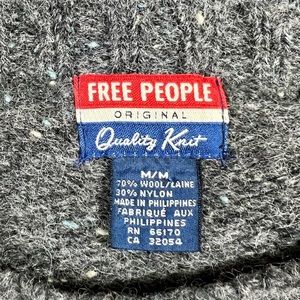 FREE PEOPLE
ORIGINAL
Quality Knit
M/M
70% WOOL/LAINE
30% NYLON
MADE IN PHILIPPINES
FABRIQUÉ AUX
PHILIPPINES
RN 66170
CA 32054